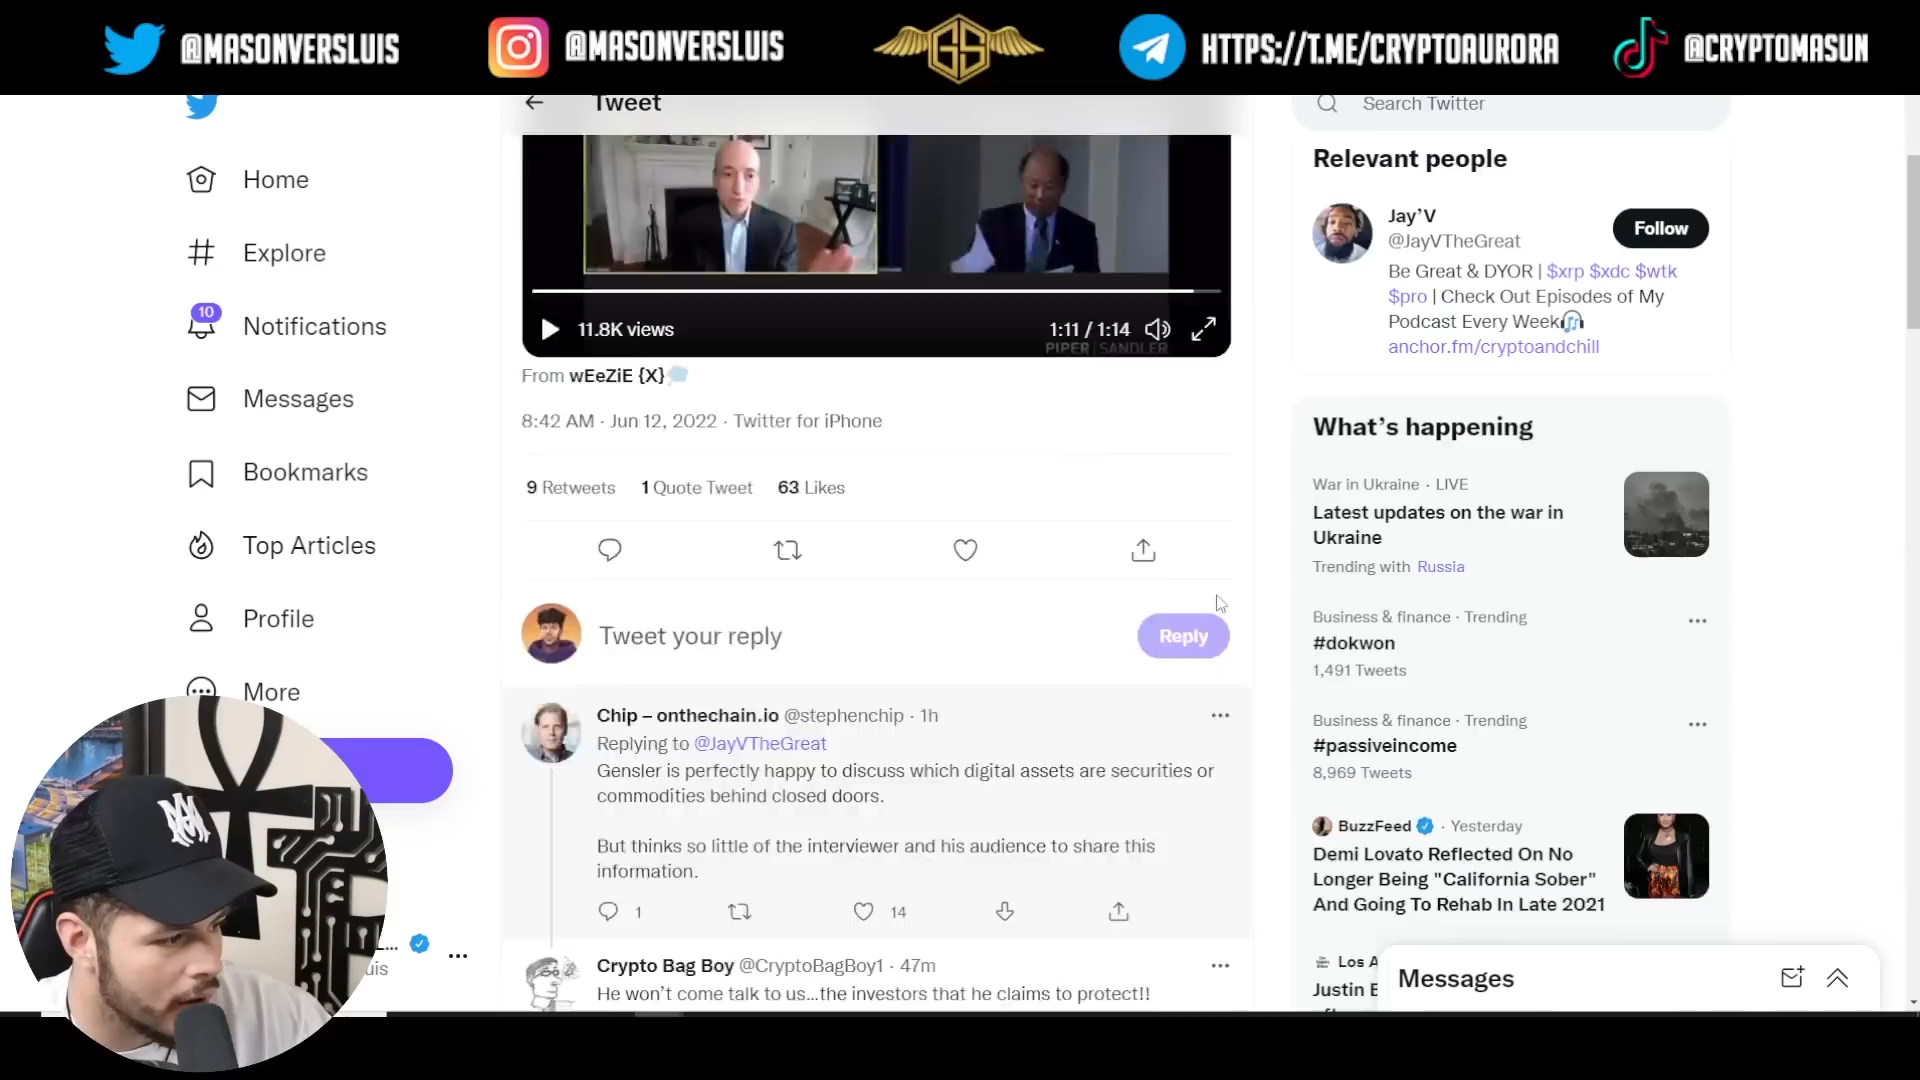 @MASONVERSLUIS
@MASONVERSLUIS
GS
HTTPS://T.ME/CRYPTOAURORA
@CRYPTOMASUN
Tweet
Search Twitter
Home
Explore
10
Notifications
Messages
Bookmarks
Top Articles
Profile
More
L...
uis
11.8K views
1:11 / 1:14
PIPER | SANDLER
From wEeZiE {X}
8:42 AM · Jun 12, 2022 · Twitter for iPhone
9 Retweets 1 Quote Tweet 63 Likes
Tweet your reply
Reply
Chip – onthechain.io @stephenchip · 1h
Replying to @JayVTheGreat
Gensler is perfectly happy to discuss which digital assets are securities or
commodities behind closed doors.
But thinks so little of the interviewer and his audience to share this
information.
1
14
Crypto Bag Boy @CryptoBagBoy1 · 47m
He won't come talk to us...the investors that he claims to protect!!
Relevant people
Jay'V
@JayVTheGreat
Follow
Be Great & DYOR | $xrp $xdc $wtk
$pro | Check Out Episodes of My
Podcast Every Week
anchor.fm/cryptoandchill
What's happening
War in Ukraine · LIVE
Latest updates on the war in
Ukraine
Trending with Russia
Business & finance · Trending
#dokwon
1,491 Tweets
Business & finance · Trending
#passiveincome
8,969 Tweets
BuzzFeed · Yesterday
Demi Lovato Reflected On No
Longer Being "California Sober"
And Going To Rehab In Late 2021
Los A
Justin E
Messages